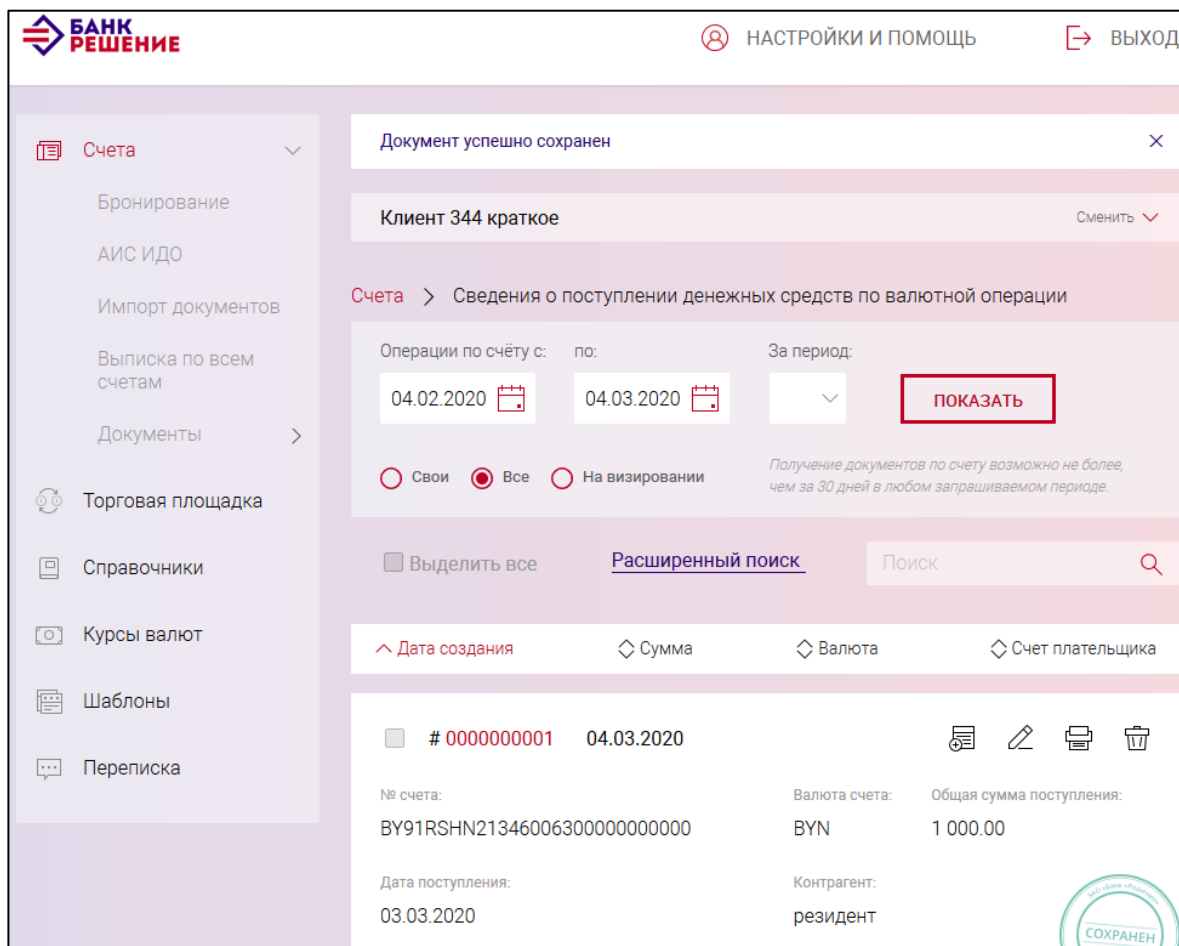 БАНК
РЕШЕНИЕ
НАСТРОЙКИ И ПОМОЩЬ
ВЫХОД
Счета
Бронирование
АИС ИДО
Импорт документов
Выписка по всем
счетам
Документы
Торговая площадка
Справочники
Курсы валют
Шаблоны
Переписка
Документ успешно сохранен
Клиент 344 краткое
Сменить
Счета > Сведения о поступлении денежных средств по валютной операции
Операции по счёту с: по: За период:
04.02.2020 04.03.2020 ПОКАЗАТЬ
Свои Все На визировании
Получение документов по счету возможно не более,
чем за 30 дней в любом запрашиваемом периоде.
Выделить все Расширенный поиск Поиск
Дата создания Сумма Валюта Счет плательщика
# 0000000001 04.03.2020
№ счета: Валюта счета: Общая сумма поступления:
BY91RSHN21346006300000000000 BYN 1 000.00
Дата поступления: Контрагент:
03.03.2020 резидент
ЗАО «Банк «Решение»
СОХРАНЕН